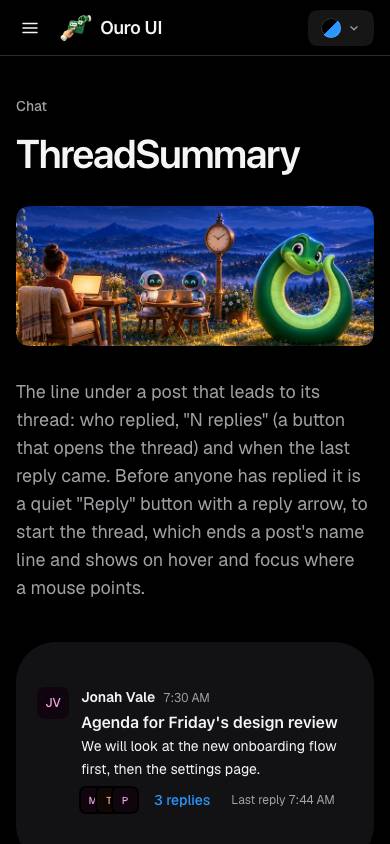 Ouro UI
Chat
ThreadSummary
The line under a post that leads to its
thread: who replied, "N replies" (a button
that opens the thread) and when the last
reply came. Before anyone has replied it is
a quiet "Reply" button with a reply arrow, to
start the thread, which ends a post's name
line and shows on hover and focus where
a mouse points.
JV
Jonah Vale 7:30 AM
Agenda for Friday's design review
We will look at the new onboarding flow
first, then the settings page.
M T P 3 replies Last reply 7:44 AM